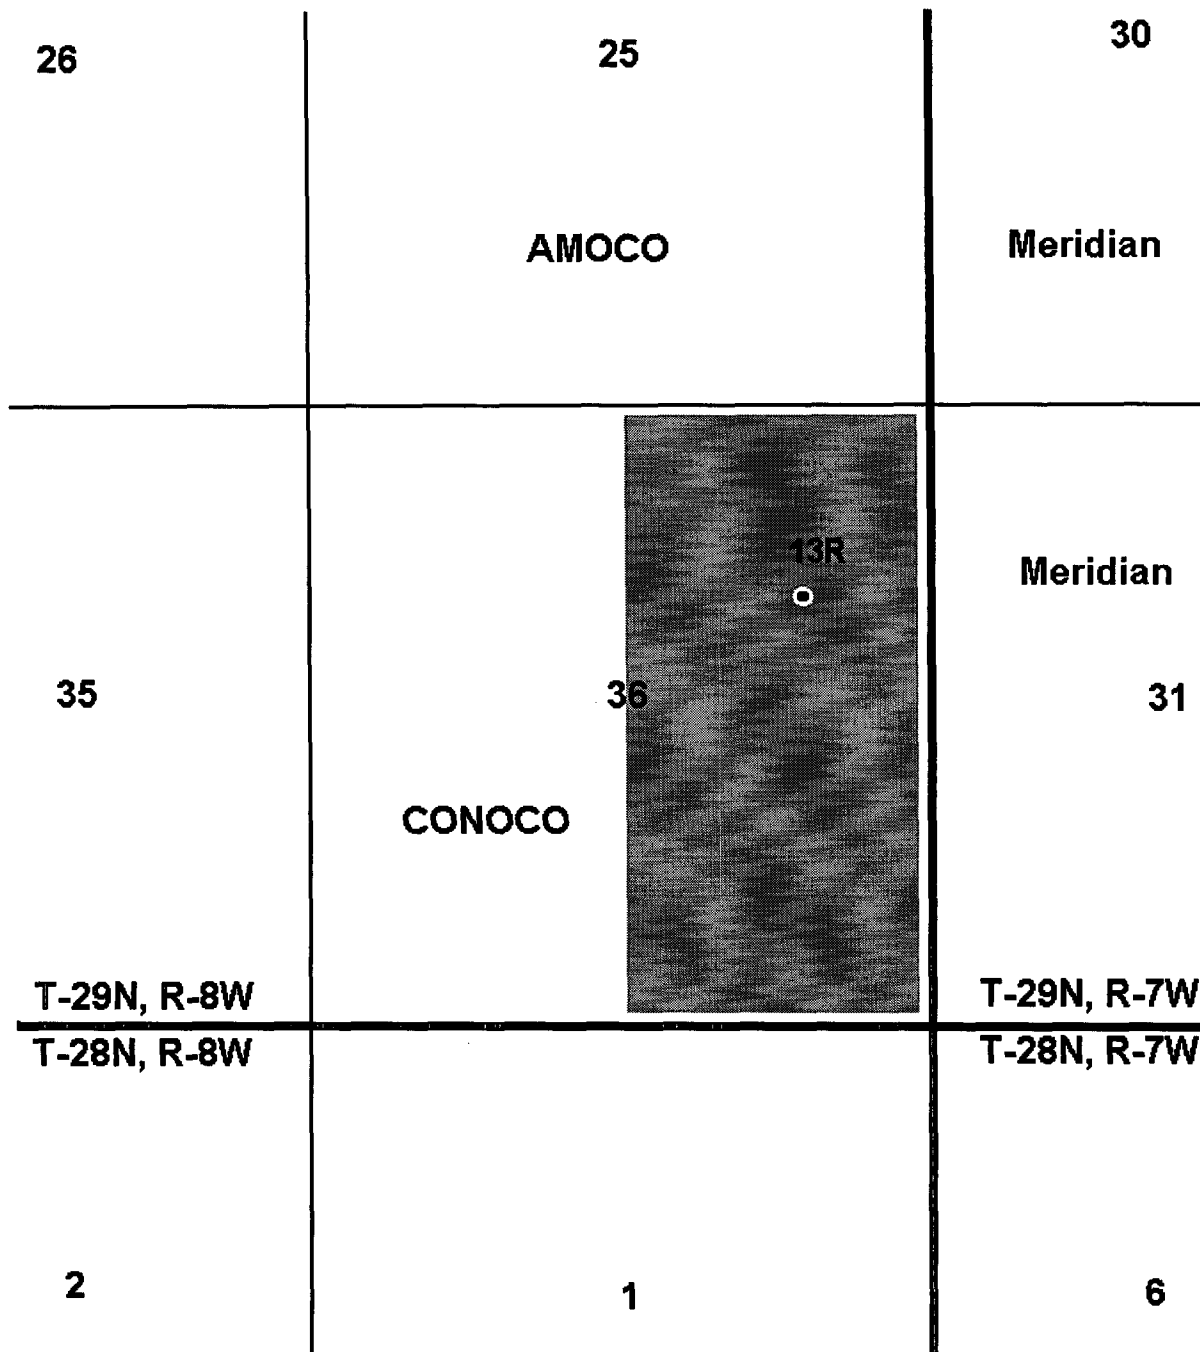 26
25
30
AMOCO
Meridian
13R
Meridian
35
36
31
CONOCO
T-29N, R-8W
T-29N, R-7W
T-28N, R-8W
T-28N, R-7W
2
1
6